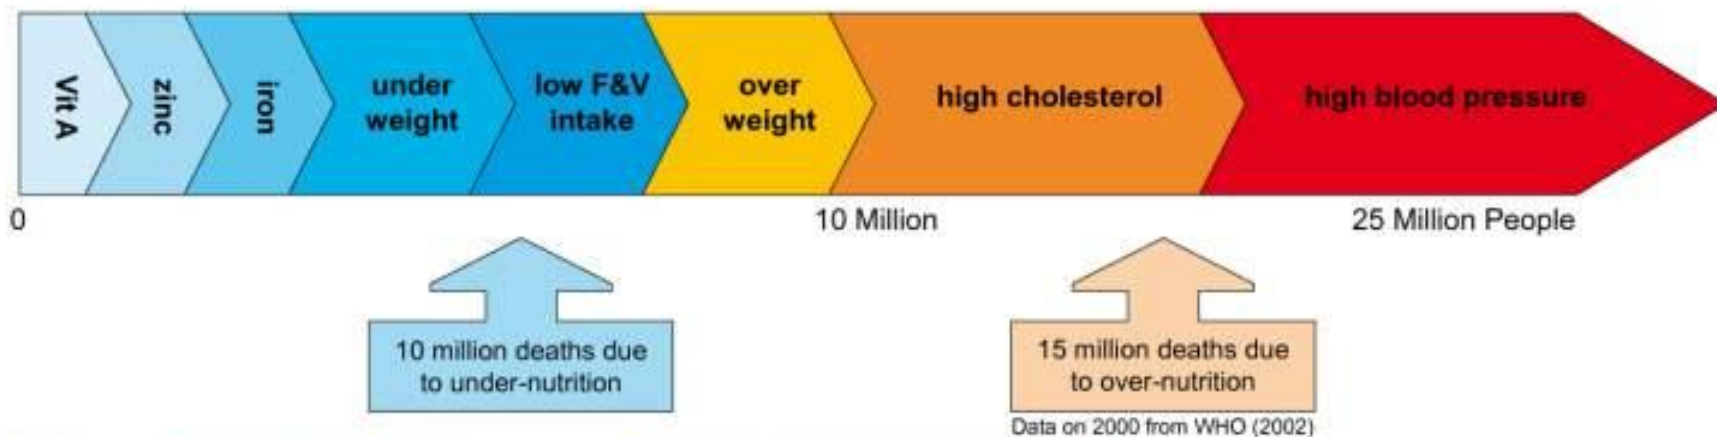 Vit A
zinc
iron
under
weight
low F&V
intake
over
weight
high cholesterol
high blood pressure
0
10 Million
25 Million People
10 million deaths due
to under-nutrition
15 million deaths due
to over-nutrition
Data on 2000 from WHO (2002)